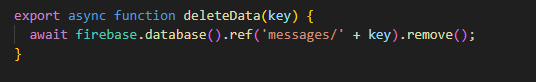 export async function deleteData(key) {
  await firebase.database().ref('messages/' + key).remove();
}